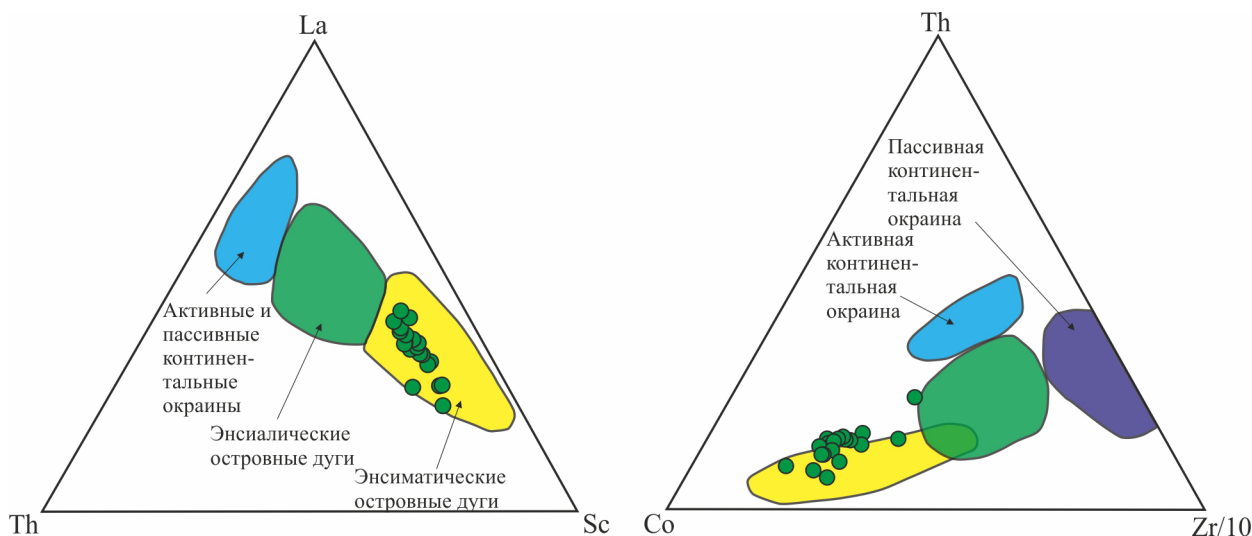 La
Активные и
пассивные
континен-
тальные
окраины
Энсиалические
островные дуги
Энсиматические
островные дуги
Th
Sc
Th
Пассивная
континен-
тальная
окраина
Активная
континен-
тальная
окраина
Co
Zr/10